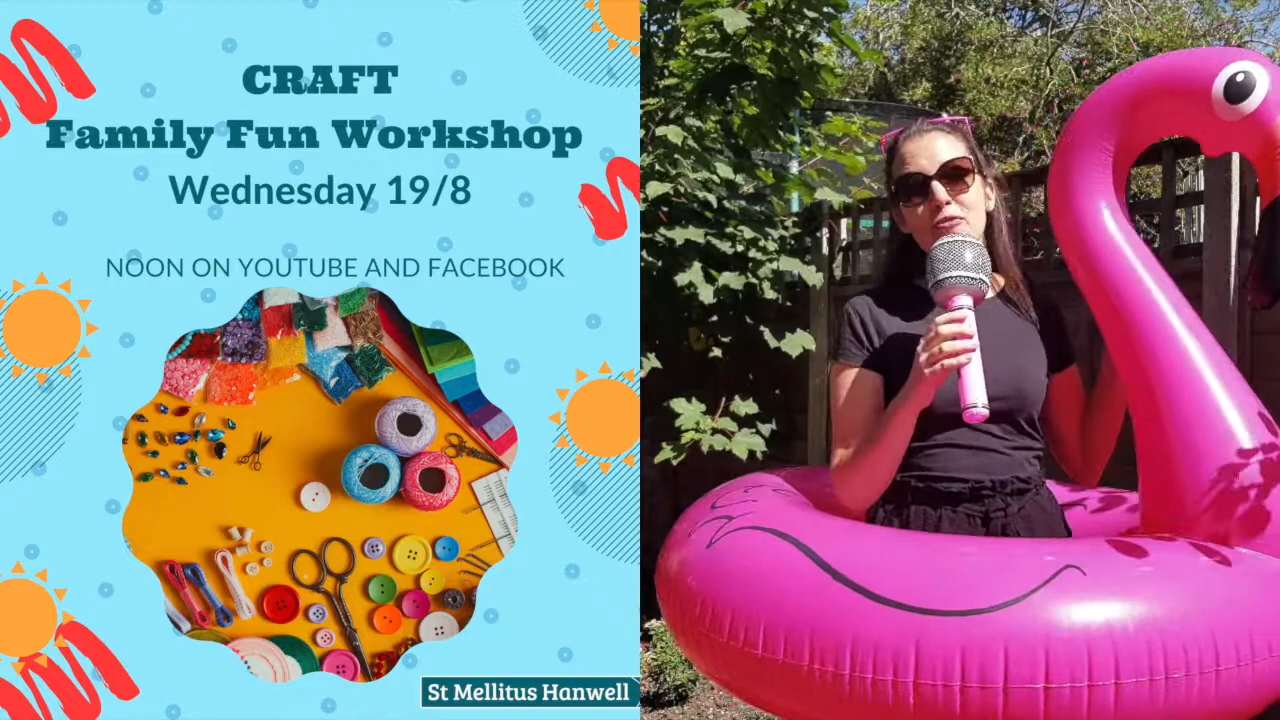 CRAFT
Family Fun Workshop
Wednesday 19/8
NOON ON YOUTUBE AND FACEBOOK
St Mellitus Hanwell